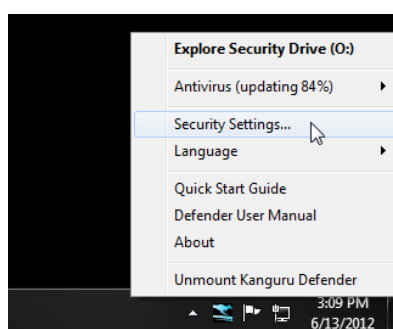 Explore Security Drive (O:)
Antivirus (updating 84%)
Security Settings...
Language
Quick Start Guide
Defender User Manual
About
Unmount Kanguru Defender
3:09 PM
6/13/2012